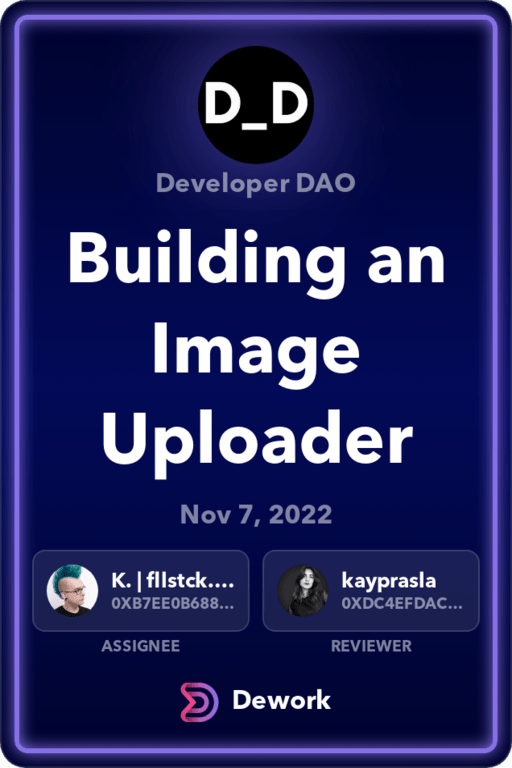 D_D
Developer DAO
Building an
Image
Uploader
Nov 7, 2022
K. | fllstck....
0XB7EE0B688...
kayprasla
0XDC4EFDAC...
ASSIGNEE
REVIEWER
Dework